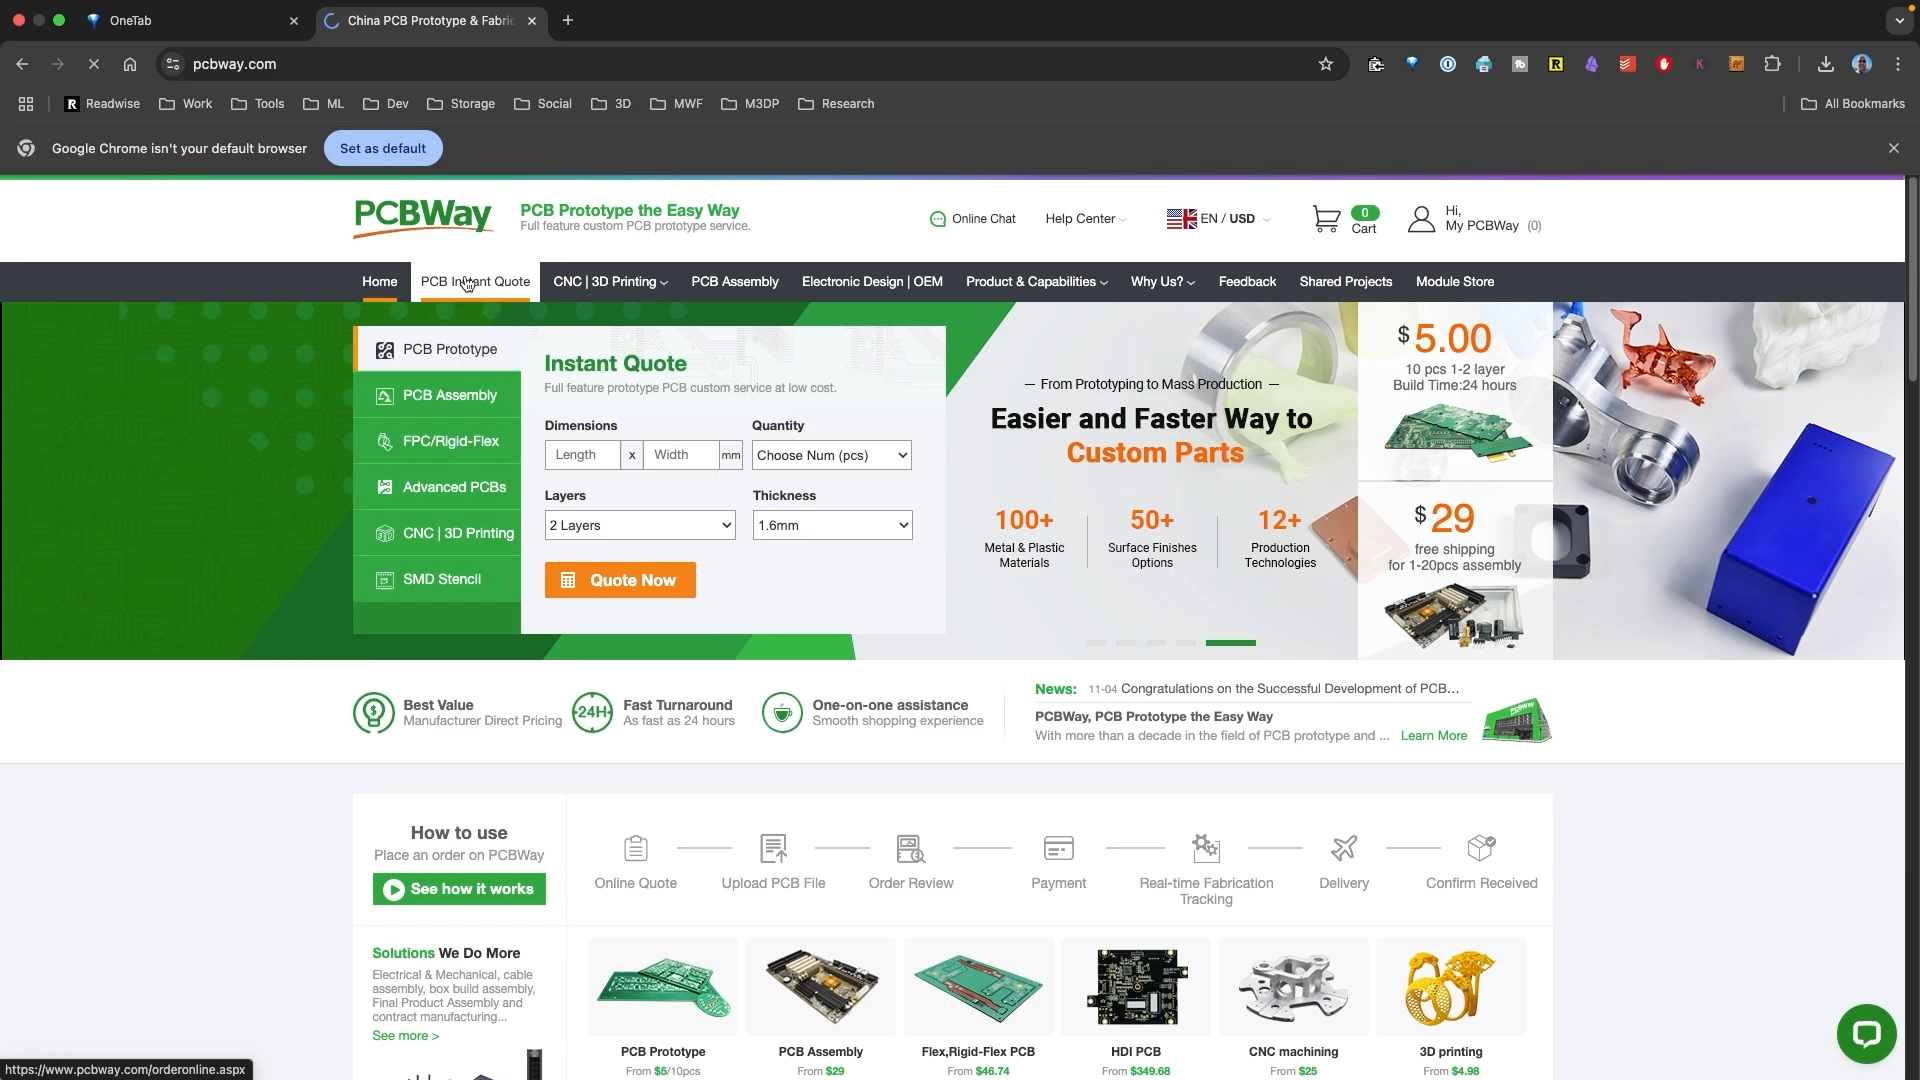 OneTab
China PCB Prototype & Fabric
pcbway.com
Readwise
Work
Tools
ML
Dev
Storage
Social
3D
MWF
M3DP
Research
All Bookmarks
Google Chrome isn't your default browser
Set as default
PCBWay
PCB Prototype the Easy Way
Full feature custom PCB prototype service.
Online Chat
Help Center
EN / USD
0
Cart
Hi,
My PCBWay (0)
Home
PCB Instant Quote
CNC | 3D Printing
PCB Assembly
Electronic Design | OEM
Product & Capabilities
Why Us?
Feedback
Shared Projects
Module Store
PCB Prototype
PCB Assembly
FPC/Rigid-Flex
Advanced PCBs
CNC | 3D Printing
SMD Stencil
Instant Quote
Full feature prototype PCB custom service at low cost.
Dimensions
Quantity
Length x Width mm
Choose Num (pcs)
Layers
Thickness
2 Layers
1.6mm
Quote Now
— From Prototyping to Mass Production —
Easier and Faster Way to
Custom Parts
100+
Metal & Plastic
Materials
50+
Surface Finishes
Options
12+
Production
Technologies
$5.00
10 pcs 1-2 layer
Build Time:24 hours
$29
free shipping
for 1-20pcs assembly
Best Value
Manufacturer Direct Pricing
24H
Fast Turnaround
As fast as 24 hours
One-on-one assistance
Smooth shopping experience
News: 11-04 Congratulations on the Successful Development of PCB...
PCBWay, PCB Prototype the Easy Way
With more than a decade in the field of PCB prototype and ... Learn More
How to use
Place an order on PCBWay
See how it works
Online Quote
Upload PCB File
Order Review
Payment
Real-time Fabrication
Tracking
Delivery
Confirm Received
Solutions We Do More
Electrical & Mechanical, cable
assembly, box build assembly,
Final Product Assembly and
contract manufacturing...
See more >
PCB Prototype
From $5/10pcs
PCB Assembly
From $29
Flex,Rigid-Flex PCB
From $46.74
HDI PCB
From $349.68
CNC machining
From $25
3D printing
From $4.98
https://www.pcbway.com/orderonline.aspx